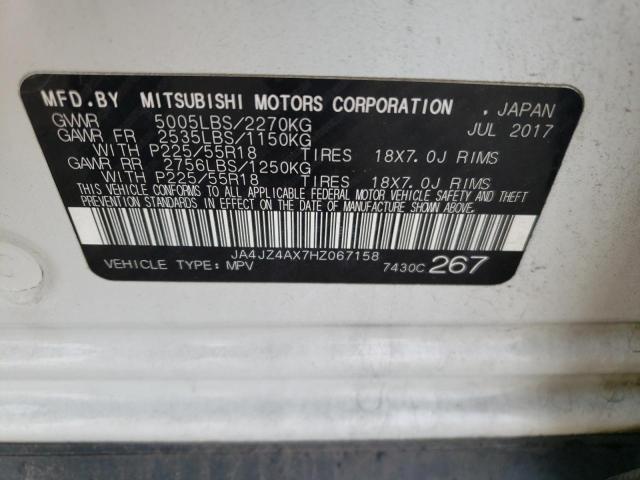 MFD.BY MITSUBISHI MOTORS CORPORATION . JAPAN
GVWR 5005LBS/2270KG JUL 2017
GAWR FR 2535LBS/1150KG
WITH P225/55R18 TIRES 18X7.0J RIMS
GAWR RR 2756LBS/1250KG
WITH P225/55R18 TIRES 18X7.0J RIMS
THIS VEHICLE CONFORMS TO ALL APPLICABLE FEDERAL MOTOR VEHICLE SAFETY AND THEFT
PREVENTION STANDARDS IN EFFECT ON THE DATE OF MANUFACTURE SHOWN ABOVE.
JA4JZ4AX7HZ067158
VEHICLE TYPE: MPV 7430C 267